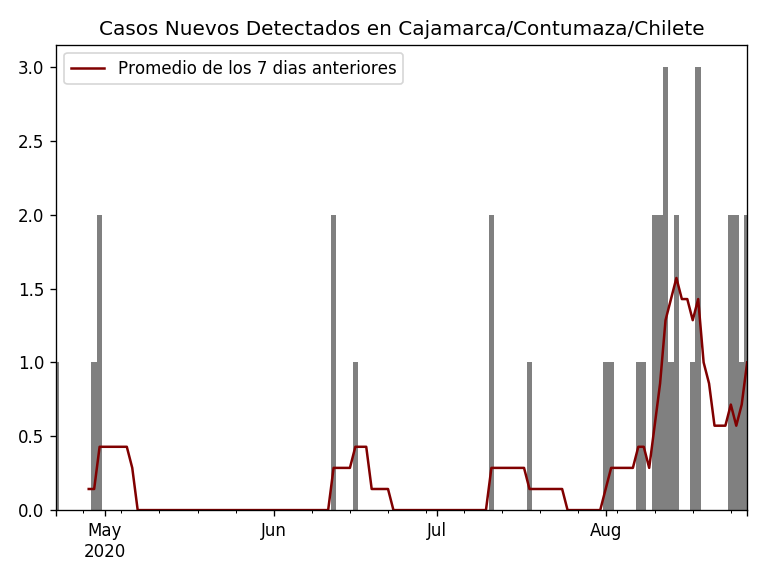 Casos Nuevos Detectados en Cajamarca/Contumaza/Chilete
Promedio de los 7 dias anteriores
3.0
2.5
2.0
1.5
1.0
0.5
0.0
May
2020
Jun
Jul
Aug